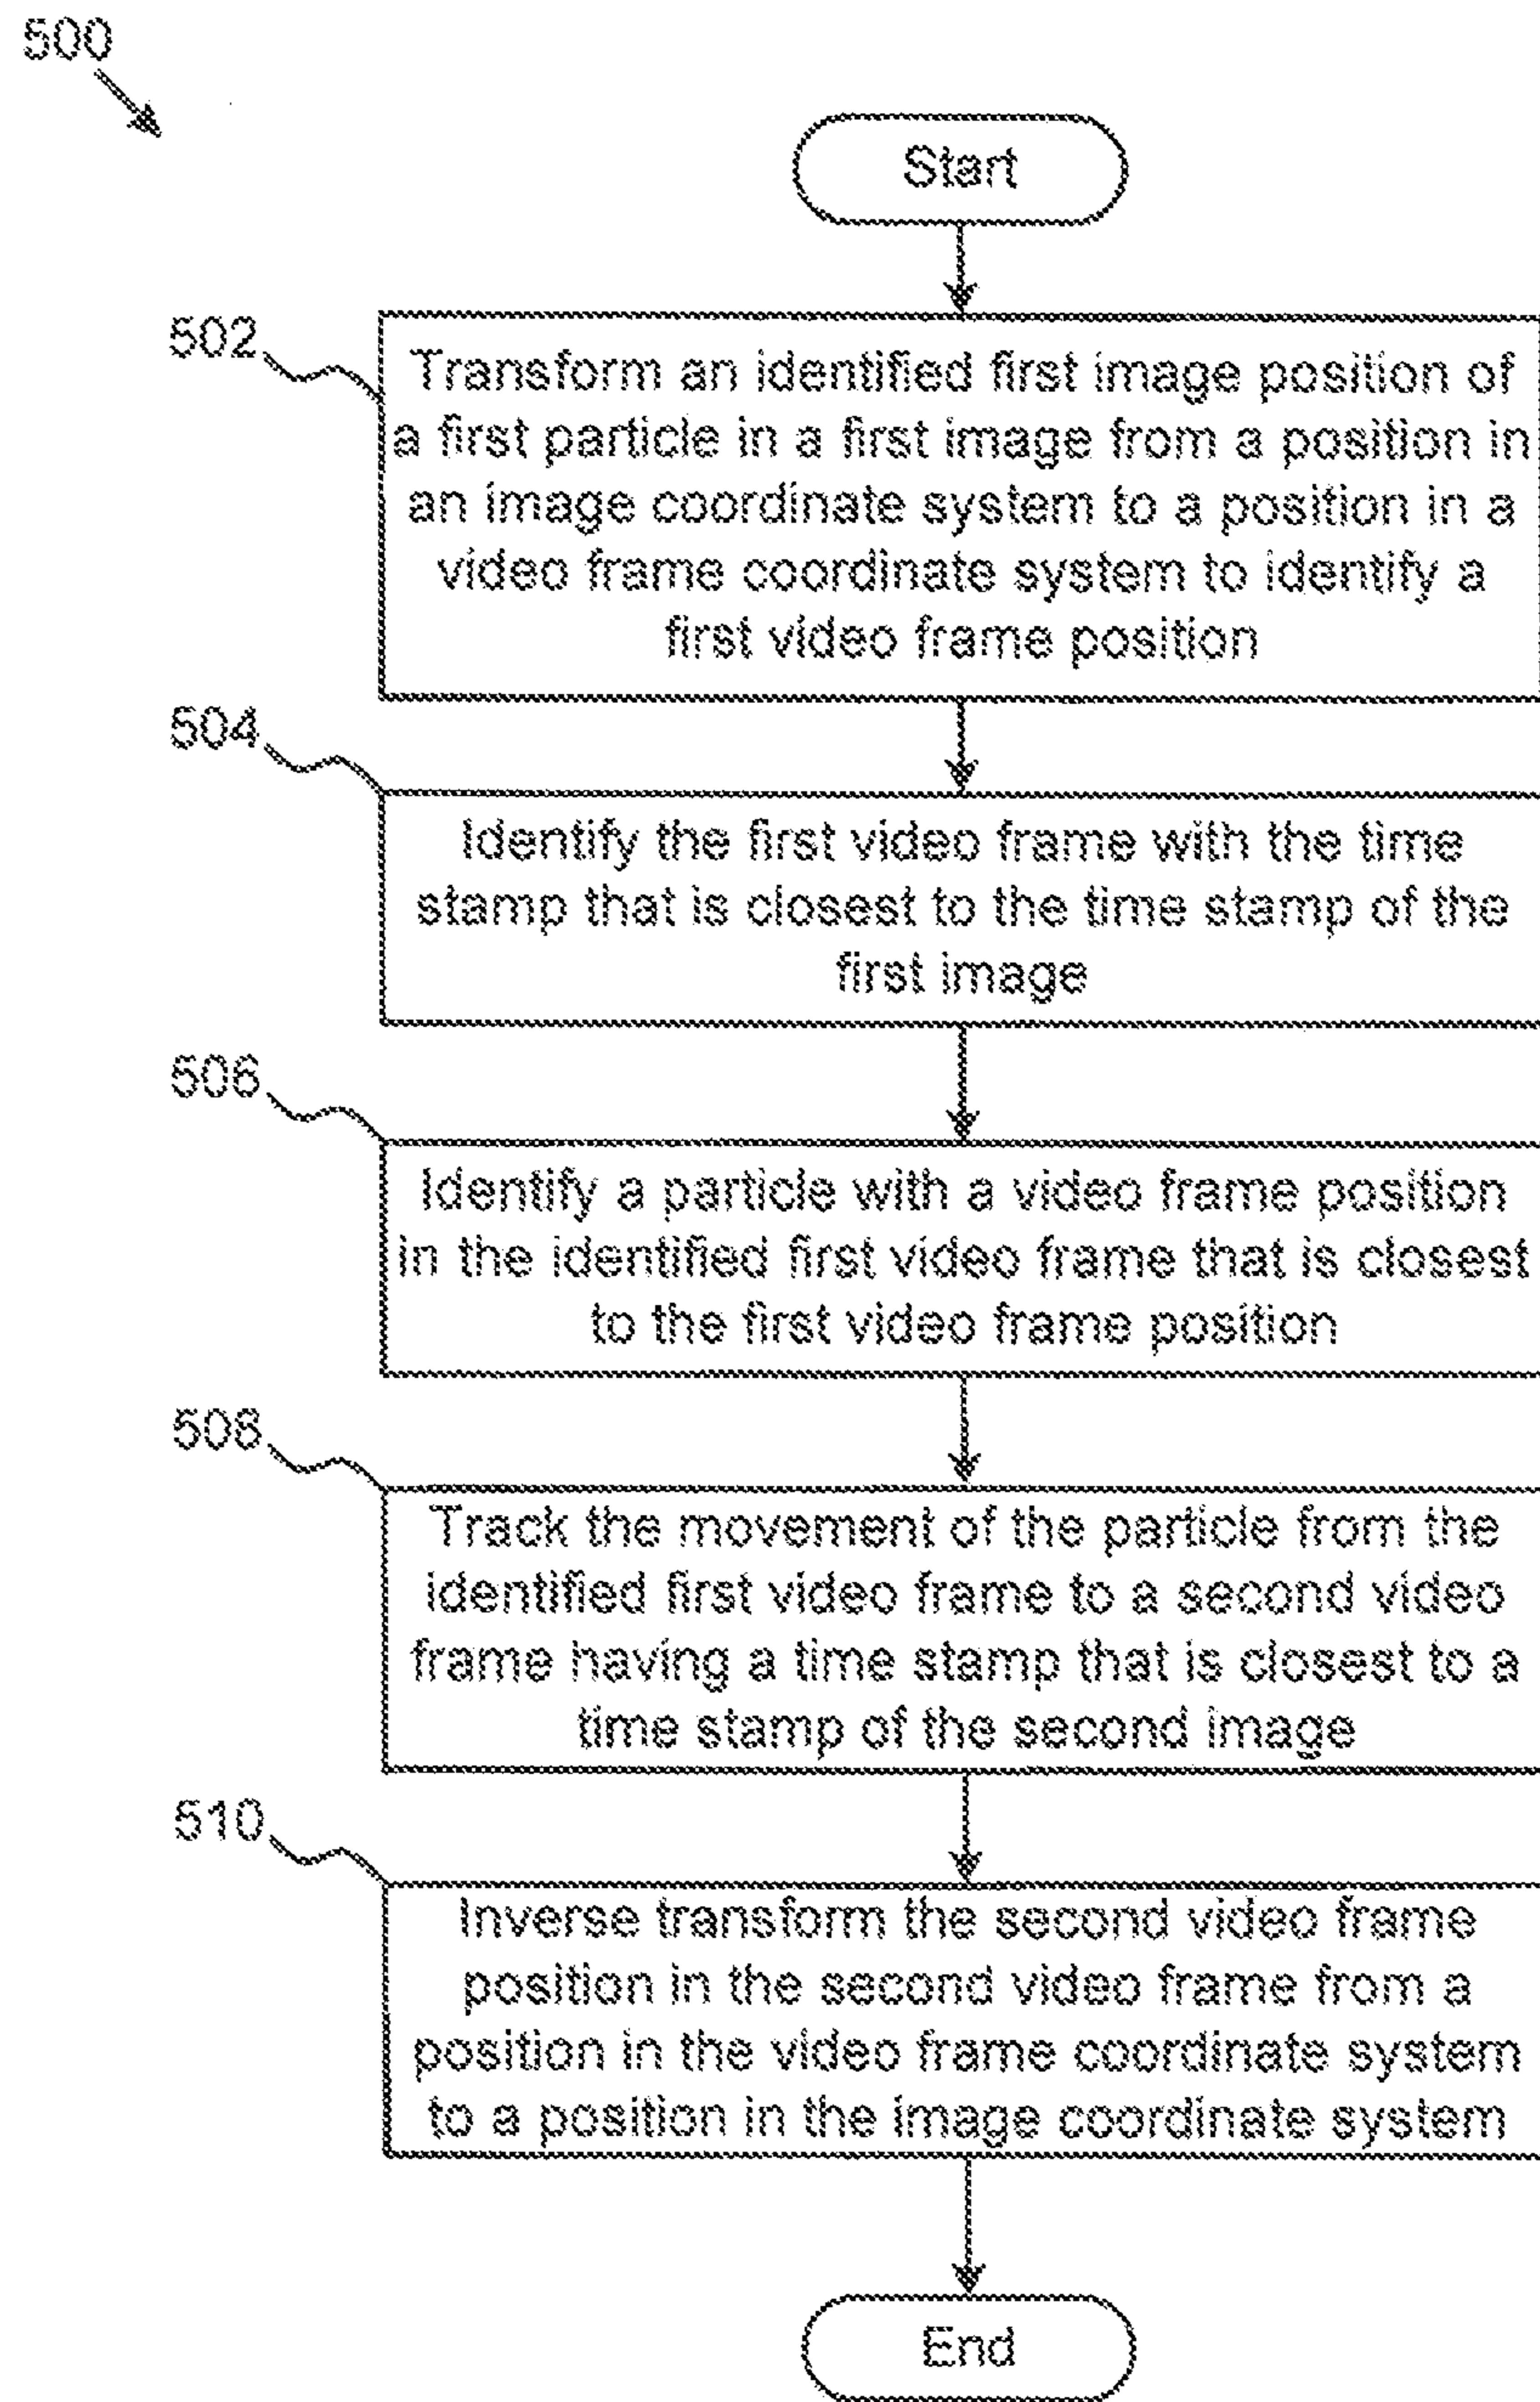 500
Start
502
Transform an identified first image position of
a first particle in a first image from a position in
an image coordinate system to a position in a
video frame coordinate system to identify a
first video frame position
504
Identify the first video frame with the time
stamp that is closest to the time stamp of the
first image
506
Identify a particle with a video frame position
in the identified first video frame that is closest
to the first video frame position
508
Track the movement of the particle from the
identified first video frame to a second video
frame having a time stamp that is closest to a
time stamp of the second image
510
Inverse transform the second video frame
position in the second video frame from a
position in the video frame coordinate system
to a position in the image coordinate system
End